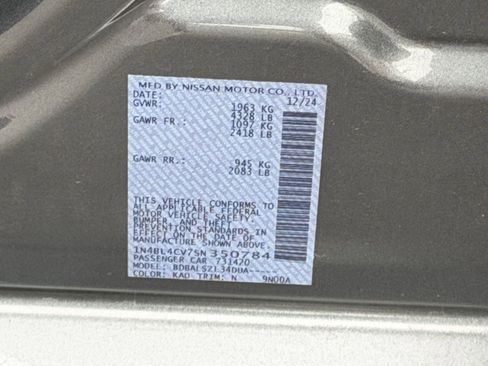 MFD BY NISSAN MOTOR CO., LTD.
DATE: 12/24
GVWR: 1963 KG
4328 LB
GAWR FR: 1097 KG
2418 LB
GAWR RR: 945 KG
2083 LB
THIS VEHICLE CONFORMS TO
ALL APPLICABLE FEDERAL
MOTOR VEHICLE SAFETY,
BUMPER, AND THEFT
PREVENTION STANDARDS
IN EFFECT ON THE DATE OF
MANUFACTURE SHOWN ABOVE.
1N4BL4CV7SN350784
PASSENGER CAR 731420
MODEL: BDBALSZL34DUA-----
COLOR: KAD TRIM: N 9N00A